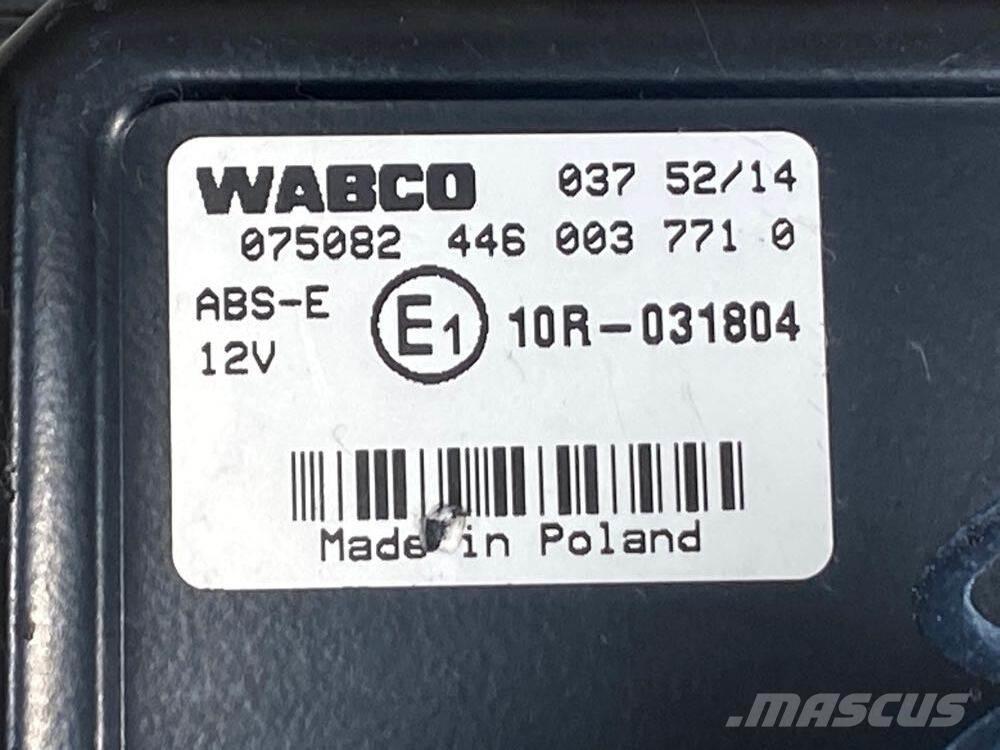 WABCO 037 52/14
075082 446 003 771 0
ABS-E E1 10R-031804
12V
Made in Poland
.MASCUS